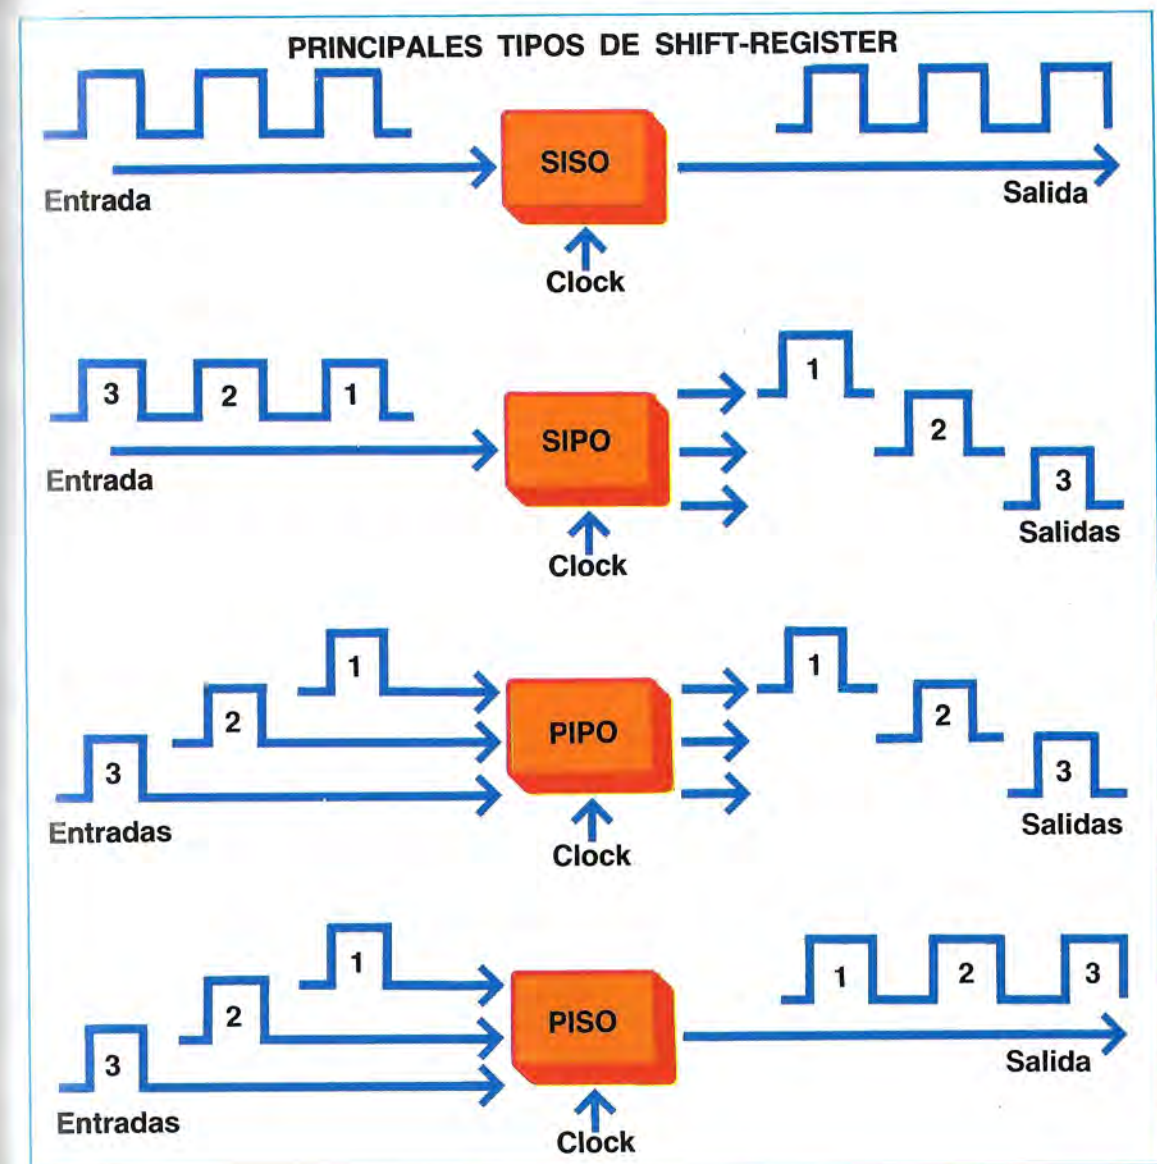 PRINCIPALES TIPOS DE SHIFT-REGISTER
SISO
Entrada
Salida
Clock
3 2 1
1
SIPO
2
Entrada
3
Salidas
Clock
1
1
2
PIPO
2
3
3
Entradas
Salidas
Clock
1
1 2 3
2
PISO
3
Salida
Entradas
Clock